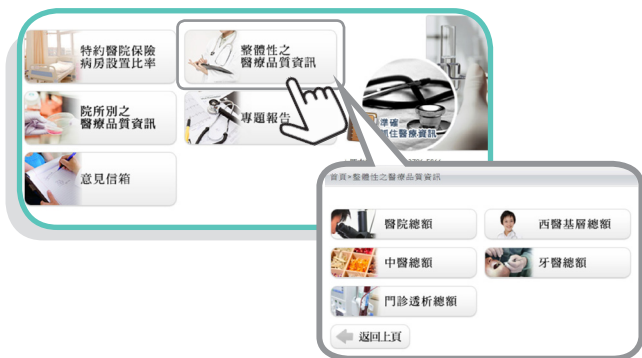 特約醫院保險
病房設置比率
整體性之
醫療品質資訊
院所別之
醫療品質資訊
專題報告
準確
意見信箱
首頁>整體性之醫療品質資訊
醫院總額
西醫基層總額
中醫總額
牙醫總額
門診透析總額
返回上頁